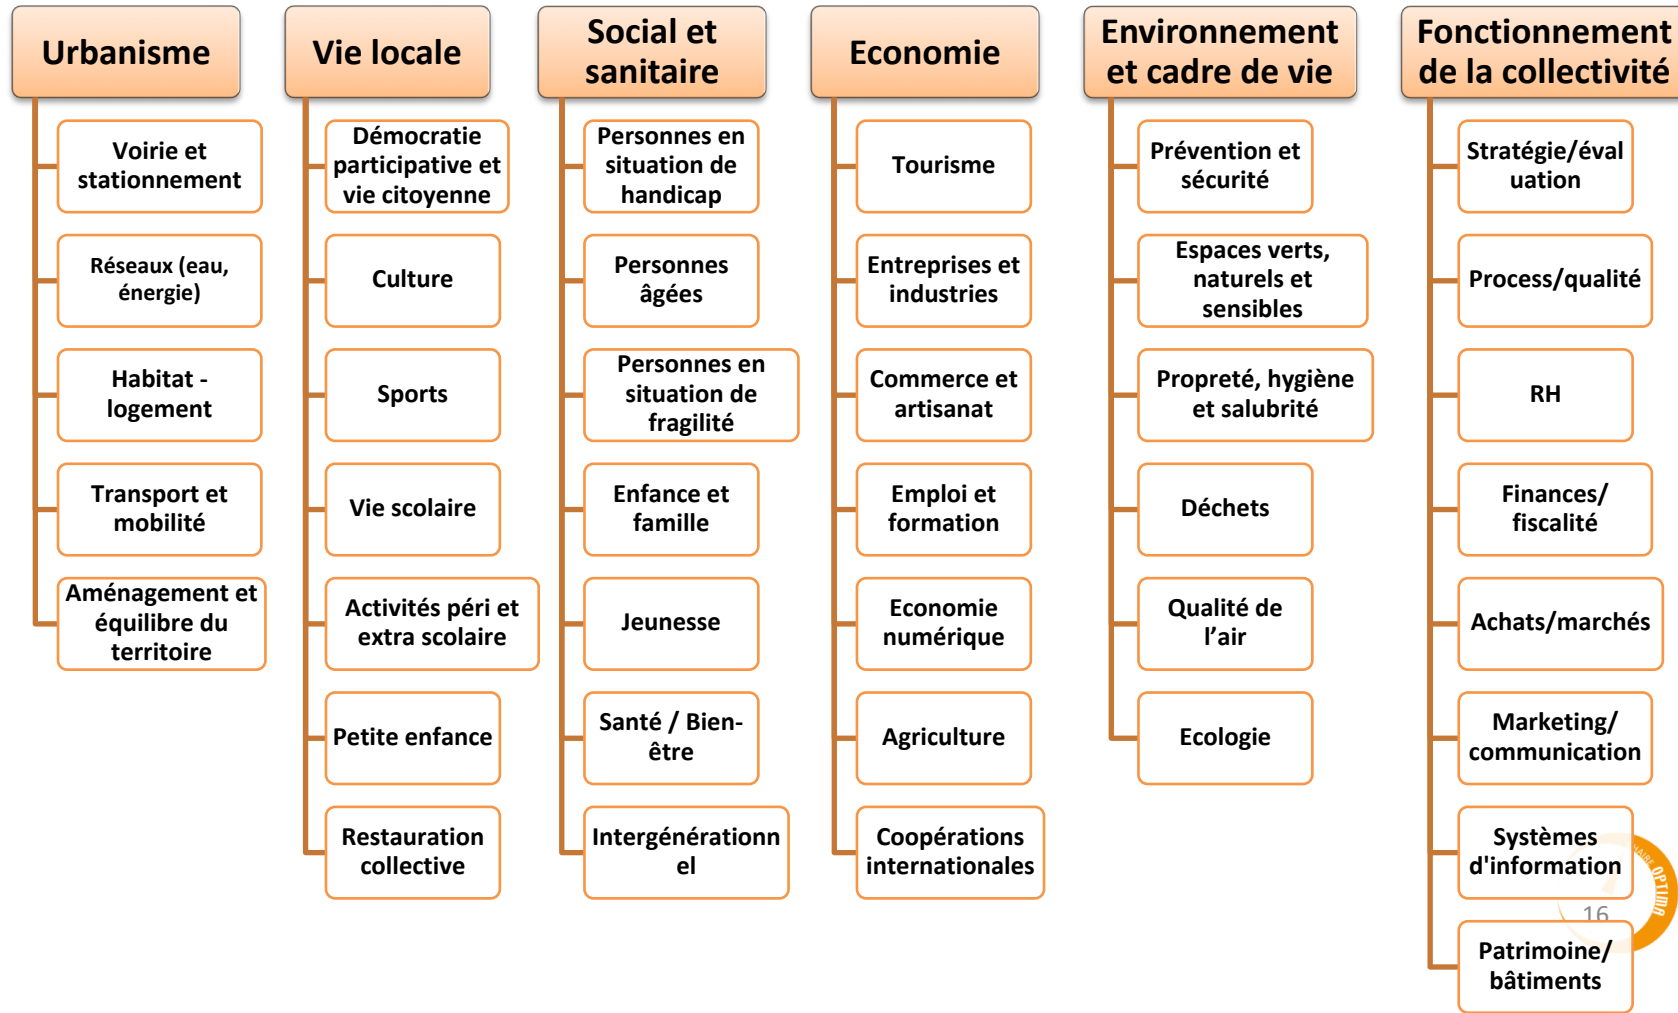 Urbanisme
Voirie et
stationnement
Réseaux (eau,
énergie)
Habitat -
logement
Transport et
mobilité
Aménagement et
équilibre du
territoire
Vie locale
Démocratie
participative et
vie citoyenne
Culture
Sports
Vie scolaire
Activités péri et
extra scolaire
Petite enfance
Restauration
collective
Social et
sanitaire
Personnes en
situation de
handicap
Personnes
âgées
Personnes en
situation de
fragilité
Enfance et
famille
Jeunesse
Santé / Bien-
être
Intergénérationn
el
Economie
Tourisme
Entreprises et
industries
Commerce et
artisanat
Emploi et
formation
Economie
numérique
Agriculture
Coopérations
internationales
Environnement
et cadre de vie
Prévention et
sécurité
Espaces verts,
naturels et
sensibles
Propreté, hygiène
et salubrité
Déchets
Qualité de
l’air
Ecologie
Fonctionnement
de la collectivité
Stratégie/éval
uation
Process/qualité
RH
Finances/
fiscalité
Achats/marchés
Marketing/
communication
Systèmes
d'information
Patrimoine/
bâtiments
OPTIMA
16